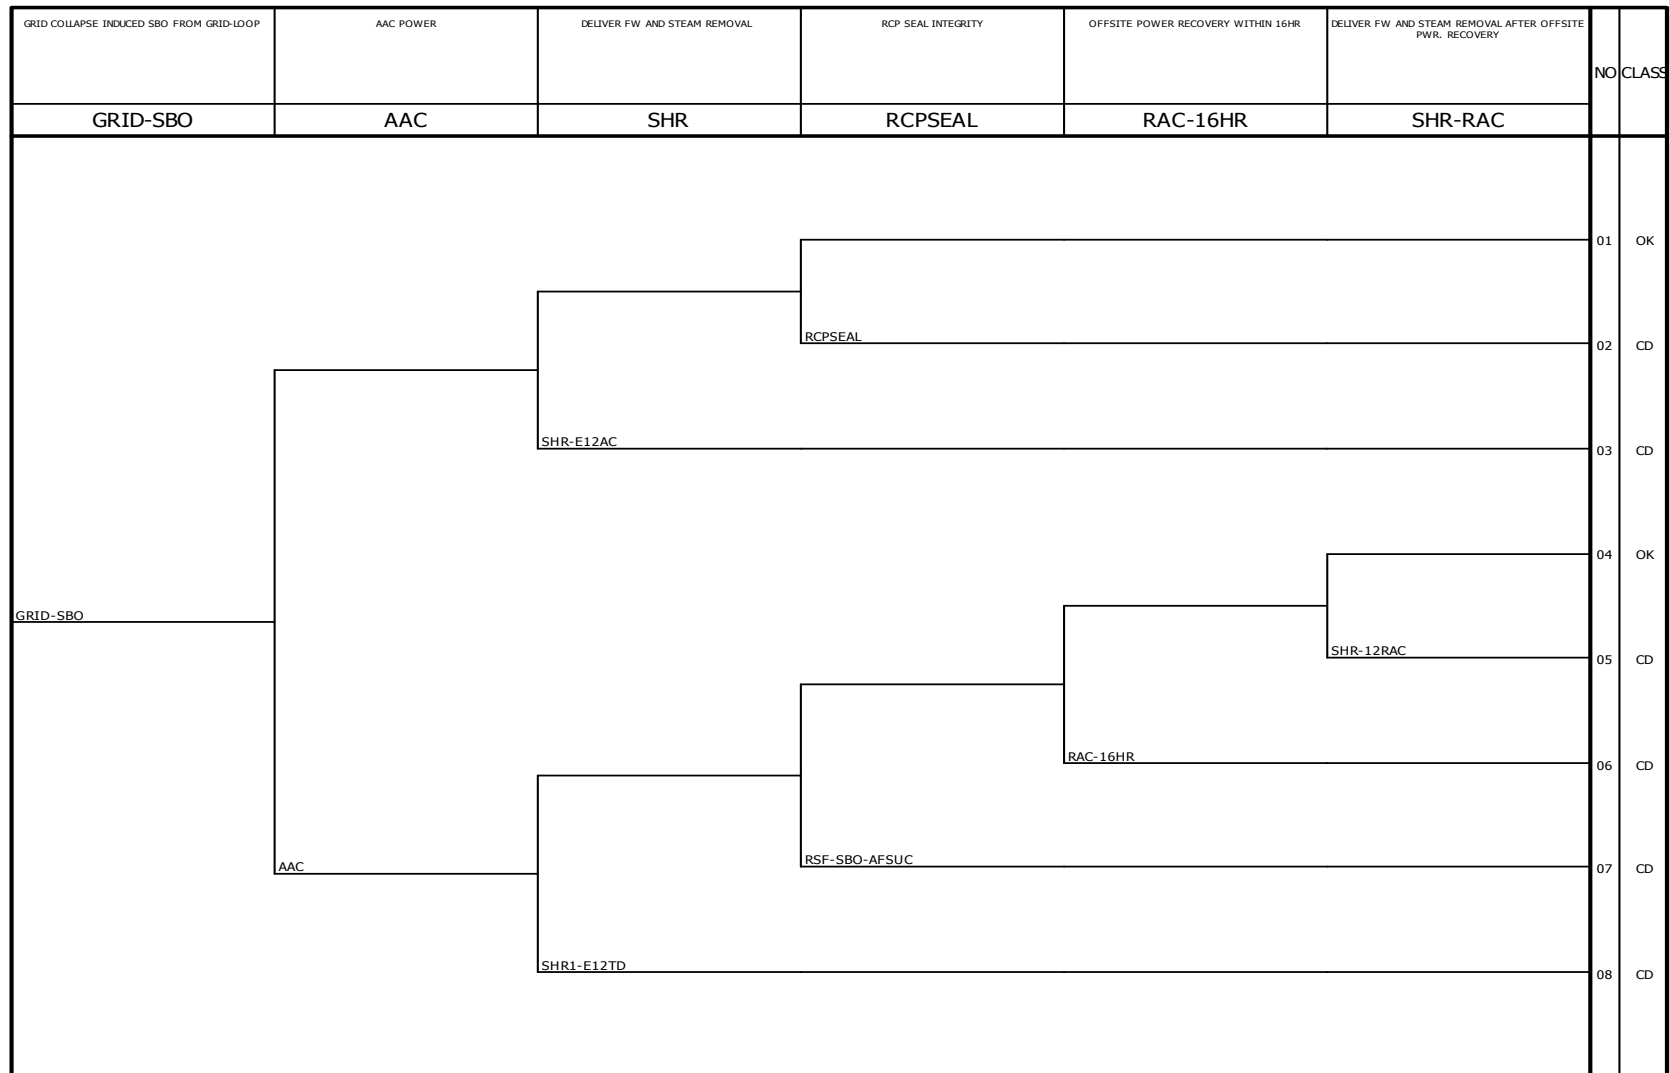 GRID COLLAPSE INDUCED SBO FROM GRID-LOOP
AAC POWER
DELIVER FW AND STEAM REMOVAL
RCP SEAL INTEGRITY
OFFSITE POWER RECOVERY WITHIN 16HR
DELIVER FW AND STEAM REMOVAL AFTER OFFSITE
PWR. RECOVERY
NO
CLASS
GRID-SBO
AAC
SHR
RCPSEAL
RAC-16HR
SHR-RAC
01 OK
RCPSEAL
02 CD
SHR-E12AC
03 CD
04 OK
GRID-SBO
SHR-12RAC
05 CD
RAC-16HR
06 CD
AAC
RSF-SBO-AFSUC
07 CD
SHR1-E12TD
08 CD